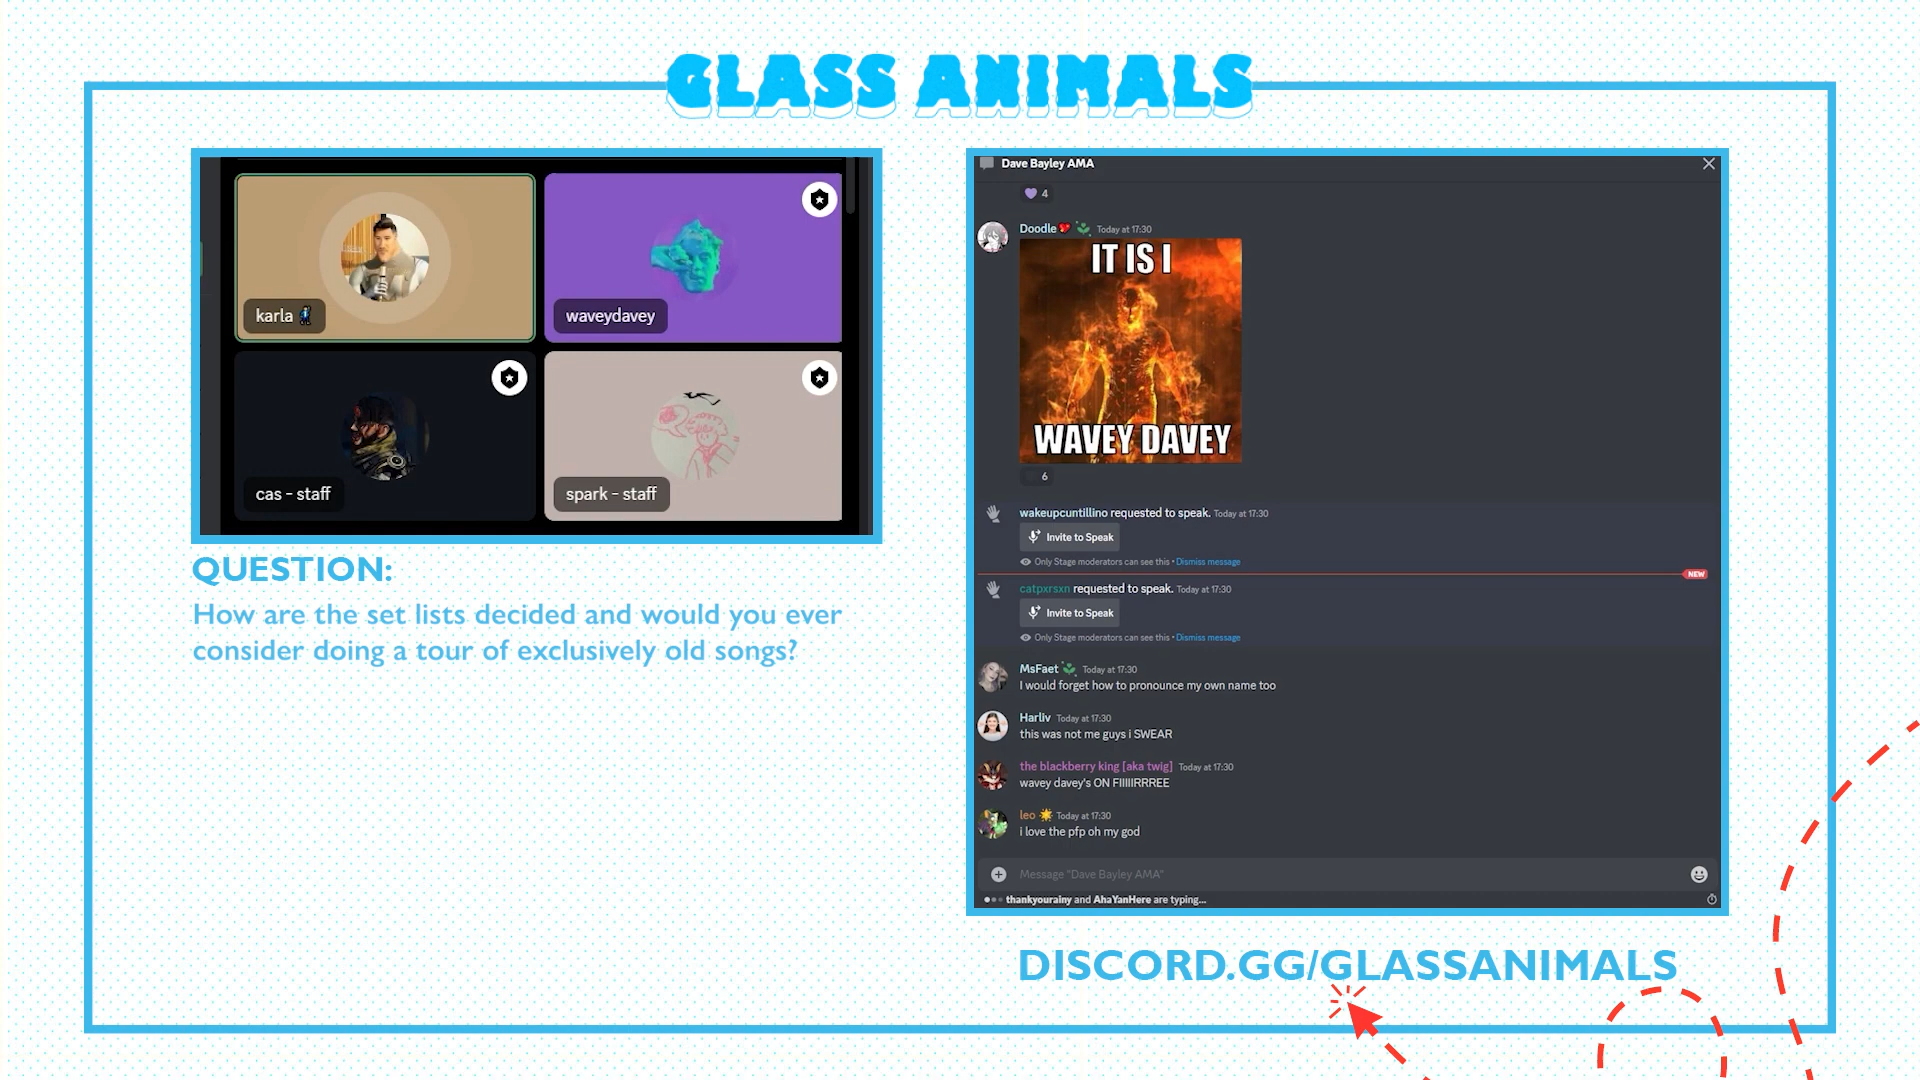 GLASS ANIMALS
karla
waveydavey
cas - staff
spark - staff
QUESTION:
How are the set lists decided and would you ever
consider doing a tour of exclusively old songs?
Dave Bayley AMA
4
Doodle Today at 17:30
IT IS I
WAVEY DAVEY
6
wakeupcuntillino requested to speak. Today at 17:30
Invite to Speak
Only Stage moderators can see this • Dismiss message
NEW
catpxrsxn requested to speak. Today at 17:30
Invite to Speak
Only Stage moderators can see this • Dismiss message
MsFaet Today at 17:30
I would forget how to pronounce my own name too
Harliv Today at 17:30
this was not me guys i SWEAR
the blackberry king [aka twig] Today at 17:30
wavey davey's ON FIIIIIRRREE
leo Today at 17:30
i love the pfp oh my god
Message "Dave Bayley AMA"
thankyourainy and AhaYanHere are typing...
DISCORD.GG/GLASSANIMALS